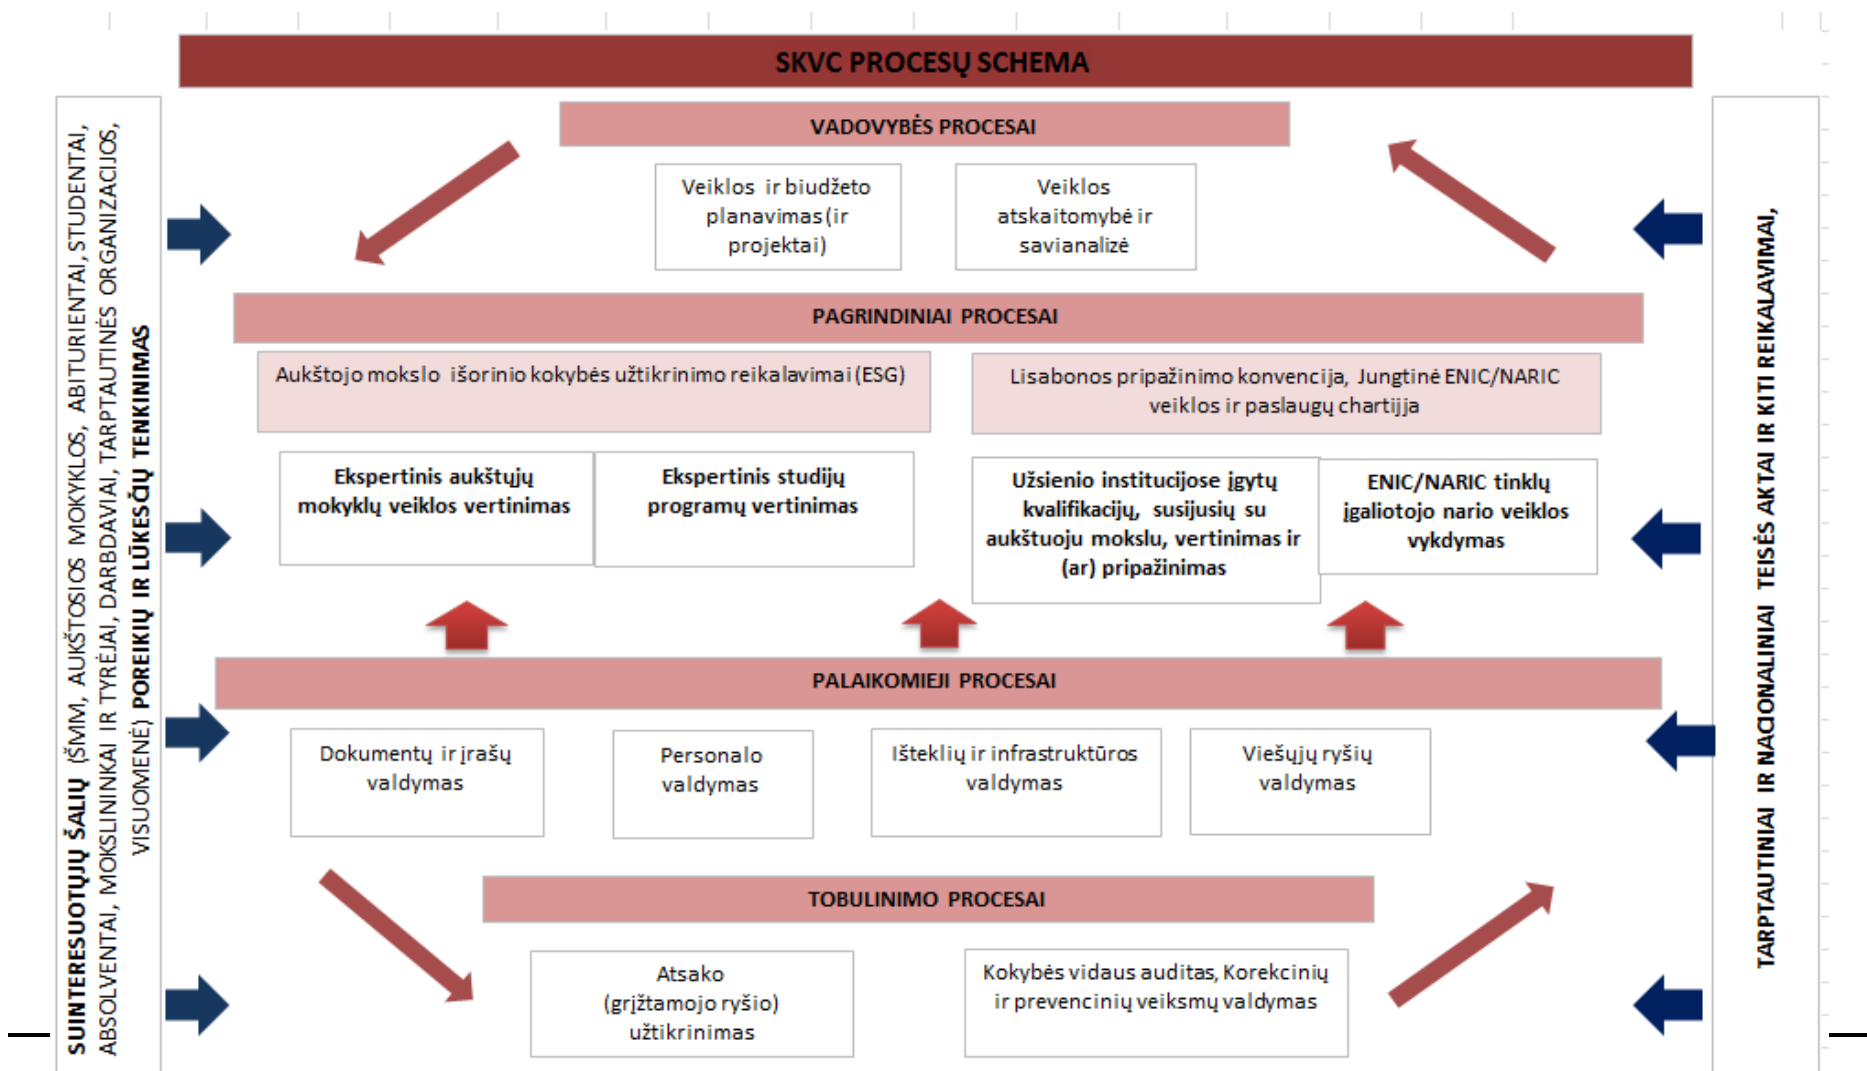 SKVC PROCESŲ SCHEMA
SUINTERESUOTŲJŲ ŠALIŲ (ŠMM, AUKŠTOSIOS MOKYKLOS, ABITURIENTAI, STUDENTAI,
ABSOLVENTAI, MOKSLININKAI IR TYRĖJAI, DARBDAVIAI, TARPTAUTINĖS ORGANIZACIJOS,
VISUOMENĖ) POREIKIŲ IR LŪKESČIŲ TENKINIMAS
VADOVYBĖS PROCESAI
Veiklos ir biudžeto
planavimas (ir
projektai)
Veiklos
atskaitomybė ir
savianalizė
PAGRINDINIAI PROCESAI
Aukštojo mokslo išorinio kokybės užtikrinimo reikalavimai (ESG)
Lisabonos pripažinimo konvencija, Jungtinė ENIC/NARIC
veiklos ir paslaugų chartijja
Ekspertinis aukštųjų
mokyklų veiklos vertinimas
Ekspertinis studijų
programų vertinimas
Užsienio institucijose įgytų
kvalifikacijų, susijusių su
aukštuoju mokslu, vertinimas ir
(ar) pripažinimas
ENIC/NARIC tinklų
įgaliotojo nario veiklos
vykdymas
PALAIKOMIEJI PROCESAI
Dokumentų ir įrašų
valdymas
Personalo
valdymas
Išteklių ir infrastruktūros
valdymas
Viešųjų ryšių
valdymas
TOBULINIMO PROCESAI
Atsako
(grįžtamojo ryšio)
užtikrinimas
Kokybės vidaus auditas, Korekcinių
ir prevencinių veiksmų valdymas
TARPTAUTINIAI IR NACIONALINIAI TEISĖS AKTAI IR KITI REIKALAVIMAI,